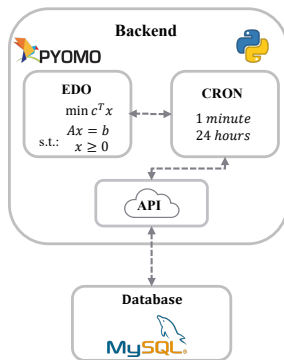 Backend
PYOMO
EDO
min c^T x
s.t.: Ax = b
x ≥ 0
CRON
1 minute
24 hours
API
Database
MySQL®